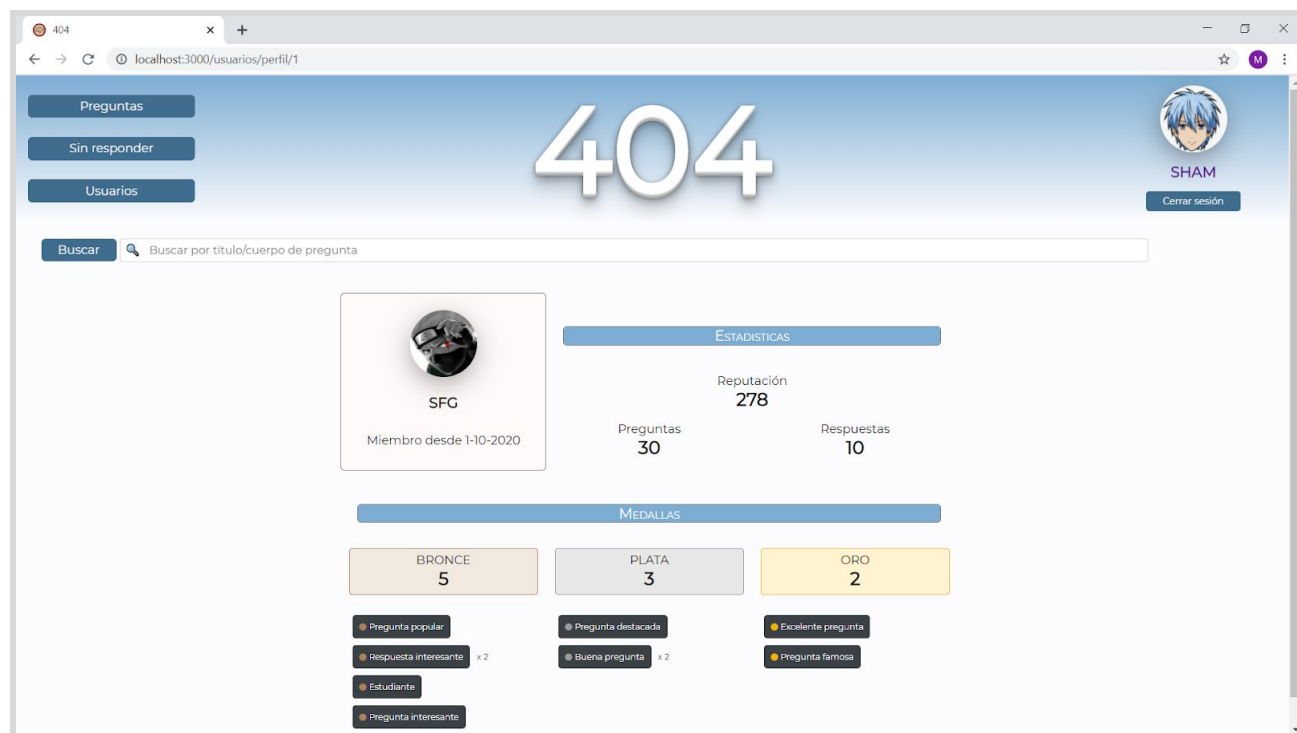 404
localhost:3000/usuarios/perfil/1
M
Preguntas
Sin responder
Usuarios
404
SHAM
Cerrar sesión
Buscar
Buscar por título/cuerpo de pregunta
SFG
Miembro desde 1-10-2020
ESTADISTICAS
Reputación
278
Preguntas
30
Respuestas
10
MEDALLAS
BRONCE
5
PLATA
3
ORO
2
Pregunta popular
Respuesta interesante x 2
Estudiante
Pregunta interesante
Pregunta destacada
Buena pregunta x 2
Excelente pregunta
Pregunta famosa